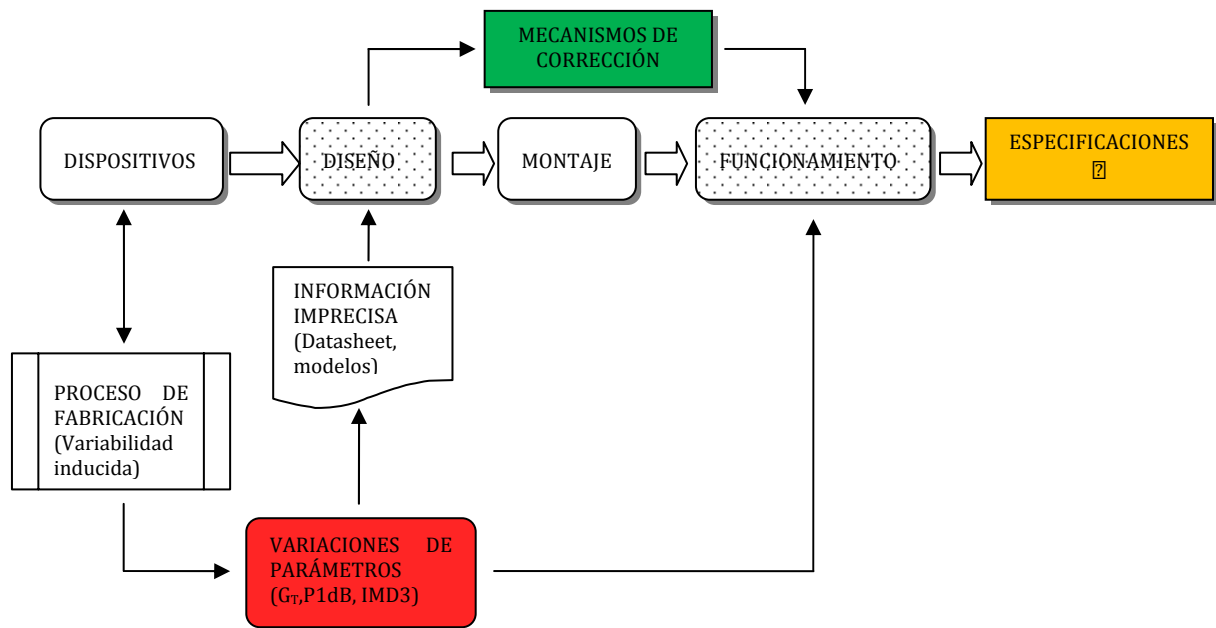 MECANISMOS DE
CORRECCIÓN
DISPOSITIVOS
DISEÑO
MONTAJE
FUNCIONAMIENTO
ESPECIFICACIONES
INFORMACIÓN
IMPRECISA
(Datasheet,
modelos)
PROCESO DE
FABRICACIÓN
(Variabilidad
inducida)
VARIACIONES DE
PARÁMETROS
(G_T,P1dB, IMD3)